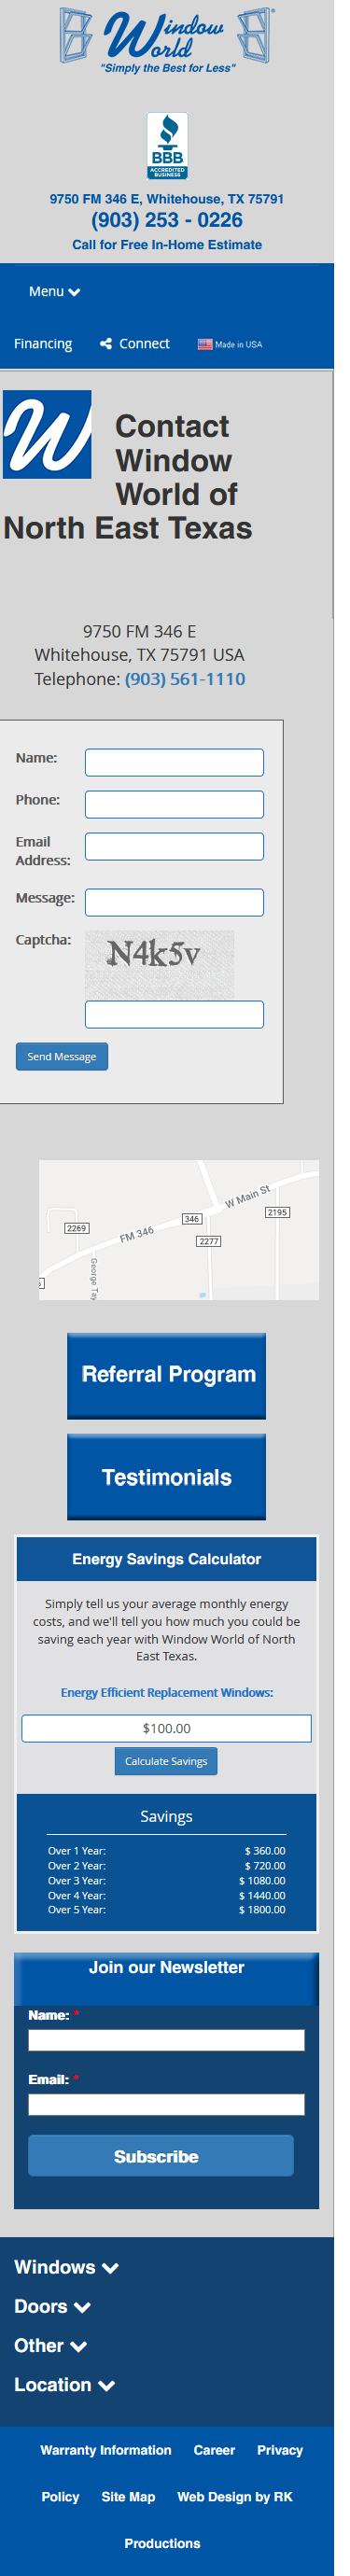 Window
World
®
"Simply the Best for Less"
BBB
ACCREDITED
BUSINESS
9750 FM 346 E, Whitehouse, TX 75791
(903) 253 - 0226
Call for Free In-Home Estimate
Menu
Financing Connect Made in USA
W
Contact
Window
World of
North East Texas
9750 FM 346 E
Whitehouse, TX 75791 USA
Telephone: (903) 561-1110
Name:
Phone:
Email
Address:
Message:
Captcha:
N4k5v
Send Message
W Main St
346
2195
2269
FM 346
2277
George Tay
Referral Program
Testimonials
Energy Savings Calculator
Simply tell us your average monthly energy
costs, and we'll tell you how much you could be
saving each year with Window World of North
East Texas.
Energy Efficient Replacement Windows:
$100.00
Calculate Savings
Savings
Over 1 Year: $ 360.00
Over 2 Year: $ 720.00
Over 3 Year: $ 1080.00
Over 4 Year: $ 1440.00
Over 5 Year: $ 1800.00
Join our Newsletter
Name: *
Email: *
Subscribe
Windows
Doors
Other
Location
Warranty Information Career Privacy
Policy Site Map Web Design by RK
Productions